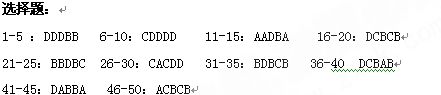 选择题：
1-5 ：DDDBB 6-10：CDDDD 11-15：AADBA 16-20：DCBCB
21-25：BBDBC 26-30：CACDD 31-35：BDBCB 36-40 DCBAB
41-45：DABBA 46-50：ACBCB